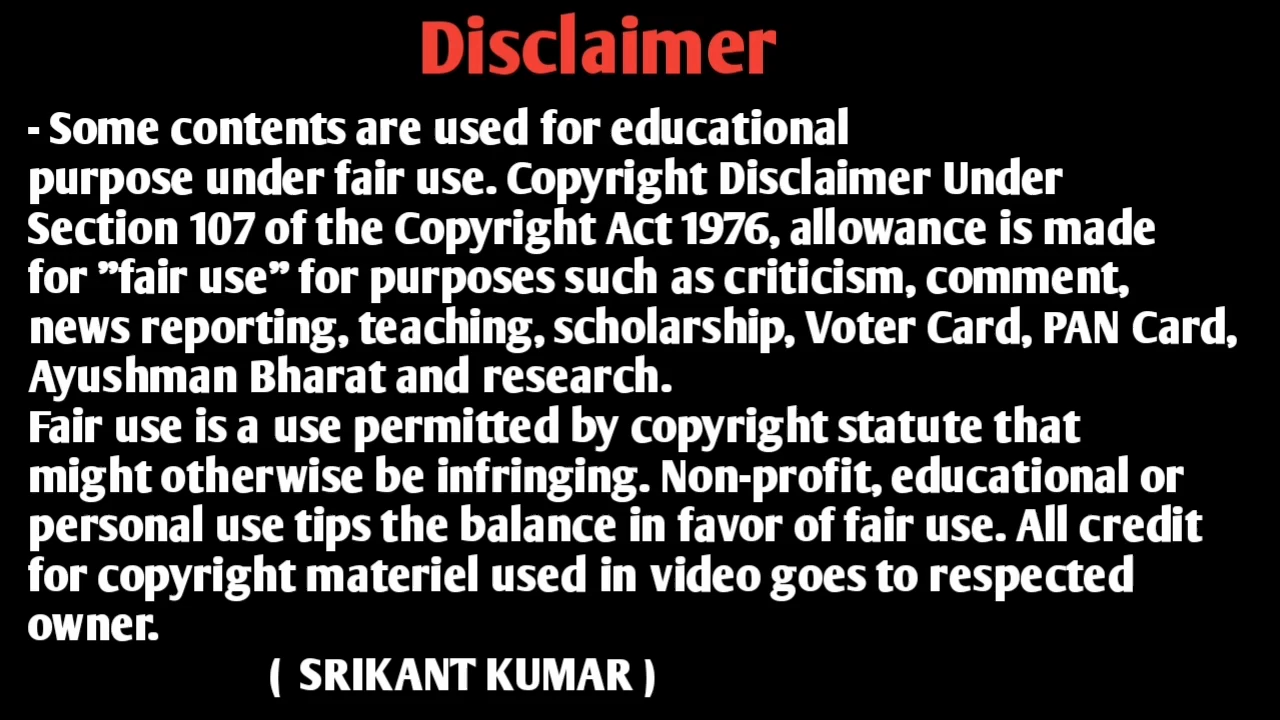 Disclaimer
- Some contents are used for educational
purpose under fair use. Copyright Disclaimer Under
Section 107 of the Copyright Act 1976, allowance is made
for ”fair use” for purposes such as criticism, comment,
news reporting, teaching, scholarship, Voter Card, PAN Card,
Ayushman Bharat and research.
Fair use is a use permitted by copyright statute that
might otherwise be infringing. Non-profit, educational or
personal use tips the balance in favor of fair use. All credit
for copyright materiel used in video goes to respected
owner.
( SRIKANT KUMAR )